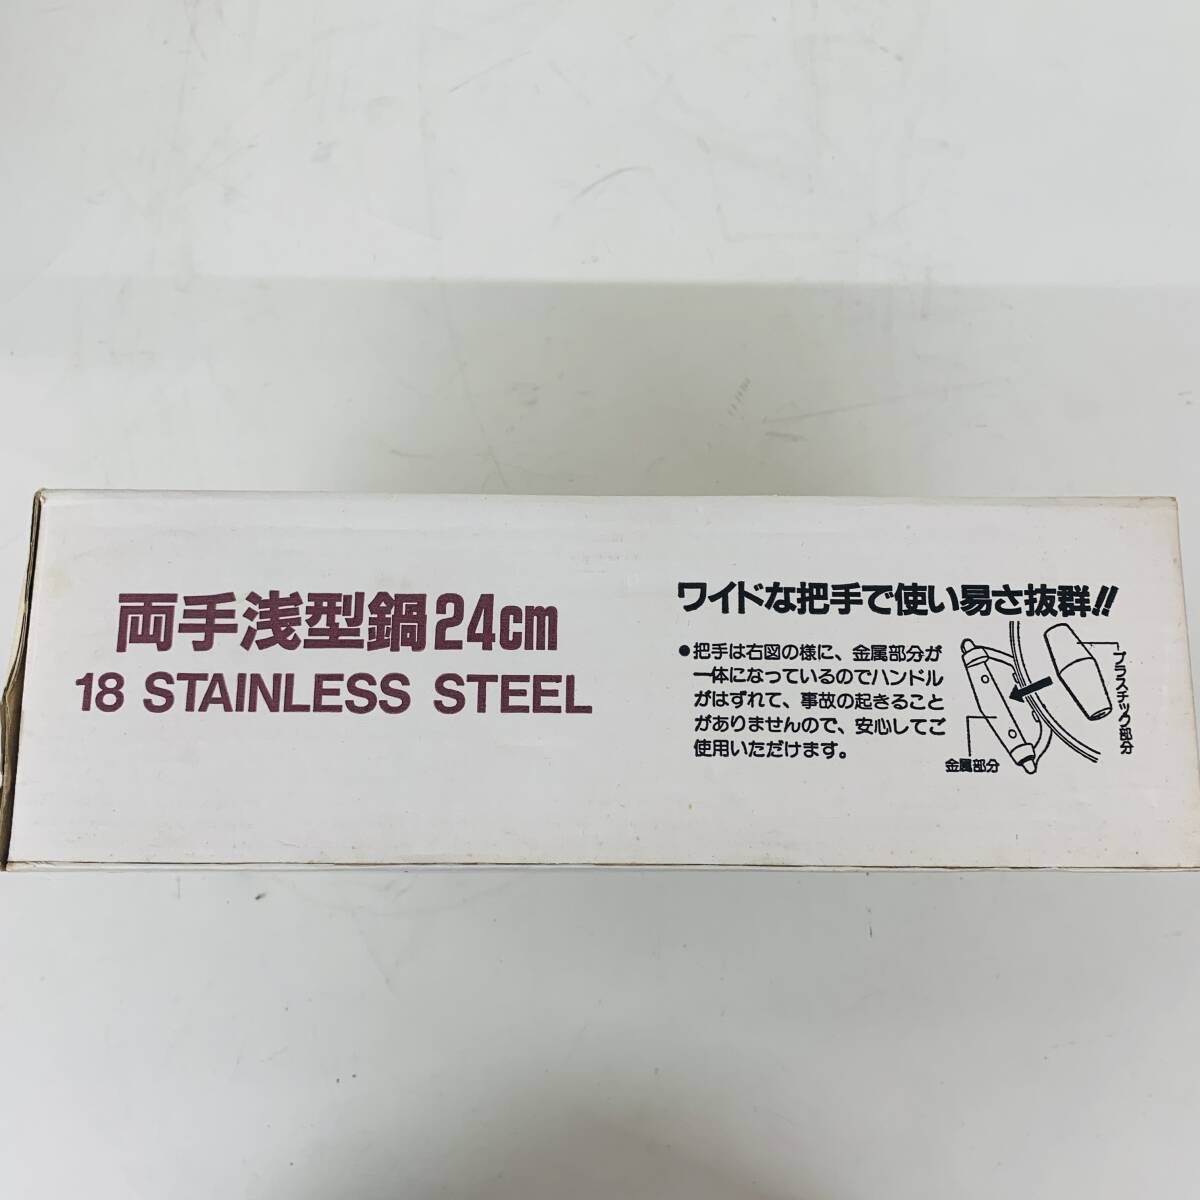 両手浅型鍋24cm
18 STAINLESS STEEL
ワイドな把手で使い易さ抜群!!
●把手は右図の様に、金属部分が
一体になっているのでハンドル
がはずれて、事故の起きること
がありませんので、安心してご
使用いただけます。
プラスチック部分
金属部分